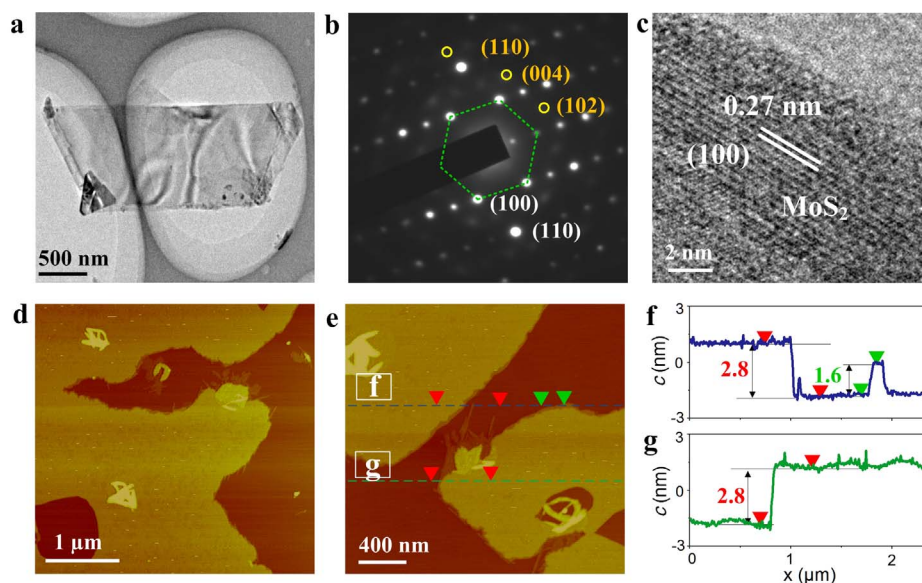 a
500 nm
b
(110)
(004)
(102)
(100)
(110)
c
0.27 nm
(100)
MoS2
2 nm
d
1 µm
e
f
g
400 nm
f
3
0
-3
c (nm)
2.8
1.6
g
3
0
-3
c (nm)
2.8
0
1
2
x (µm)